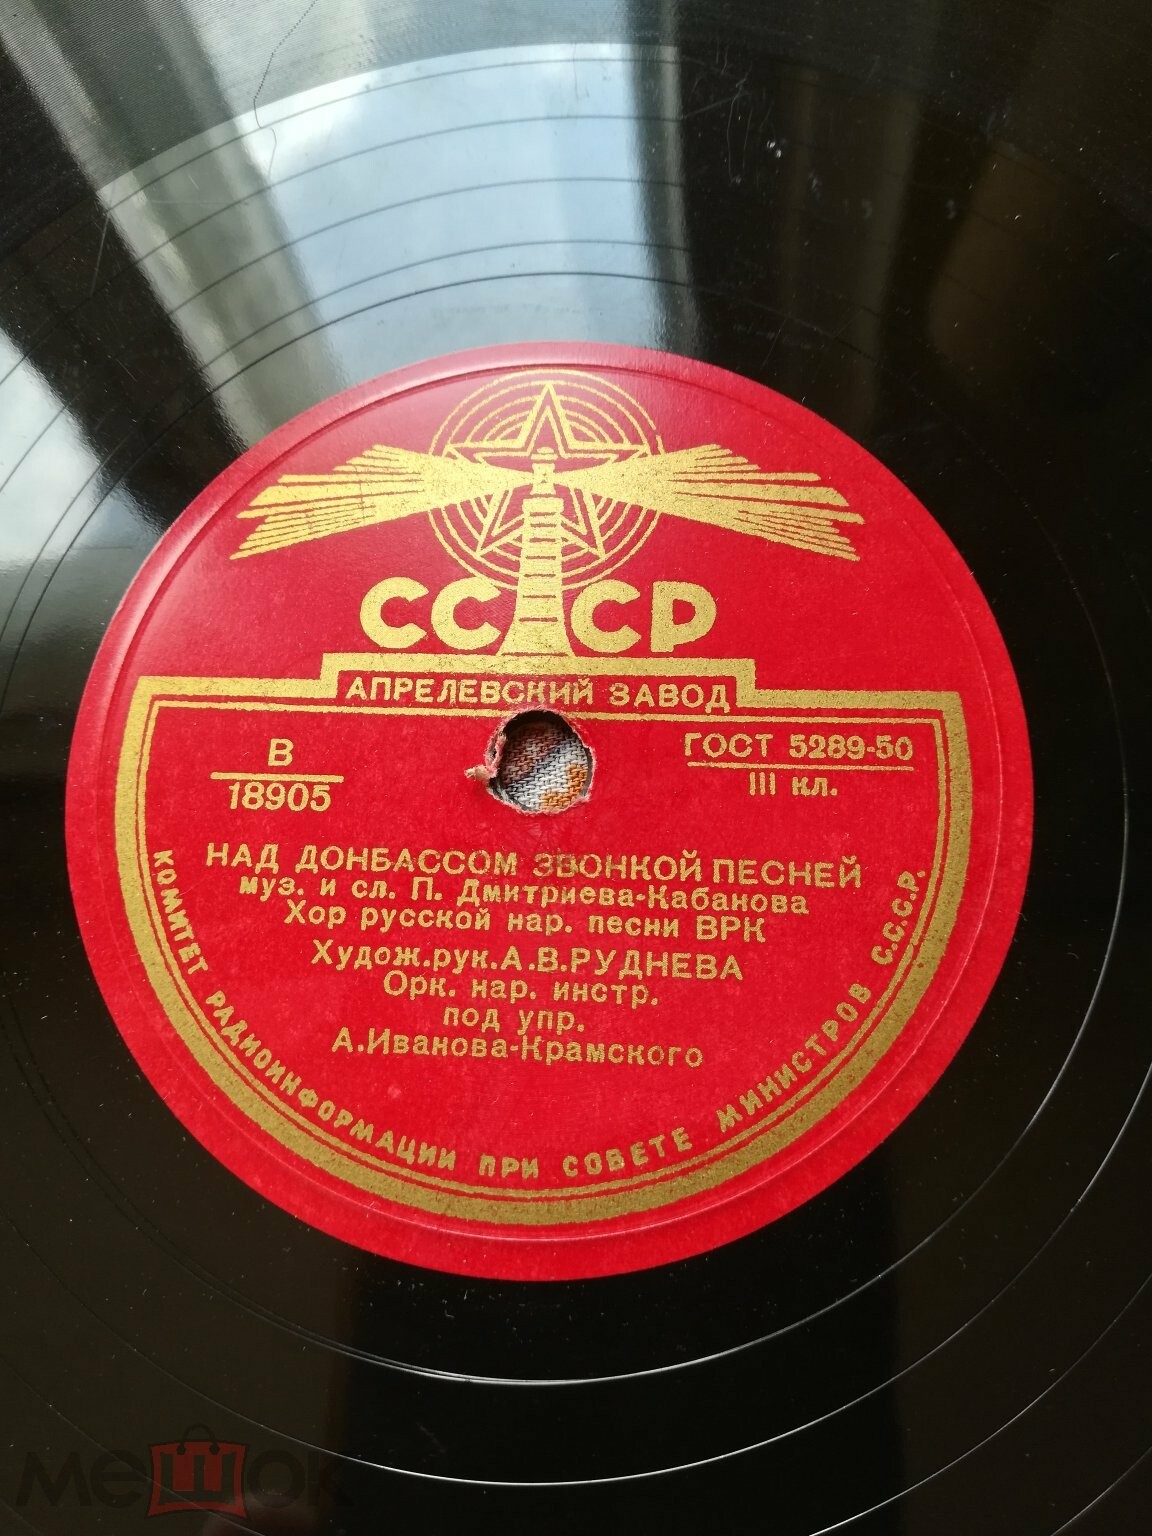 СССР
АПРЕЛЕВСКИЙ ЗАВОД
В
18905
ГОСТ 5289-50
III кл.
НАД ДОНБАССОМ ЗВОНКОЙ ПЕСНЕЙ
муз. и сл. П. Дмитриева-Кабанова
Хор русской нар. песни ВРК
Худож.рук.А.В.РУДНЕВА
Орк. нар. инстр.
под упр.
А.Иванова-Крамского
КОМИТЕТ РАДИОИНФОРМАЦИИ ПРИ СОВЕТЕ МИНИСТРОВ С.С.С.Р.
мешок